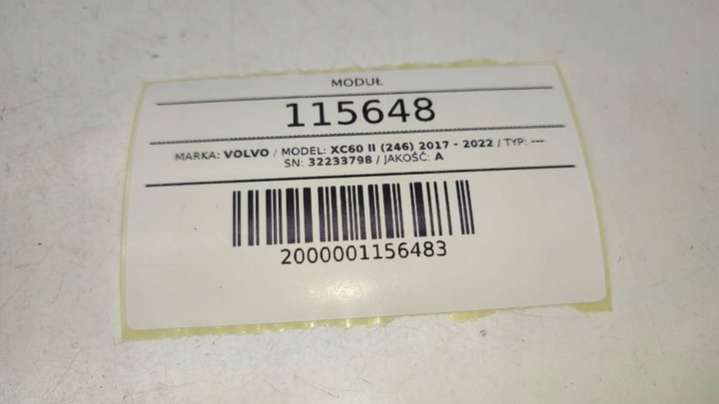 MODUŁ
115648
MARKA: VOLVO / MODEL: XC60 II (246) 2017 - 2022 / TYP: ---
SN: 32233798 / JAKOŚĆ: A
2000001156483